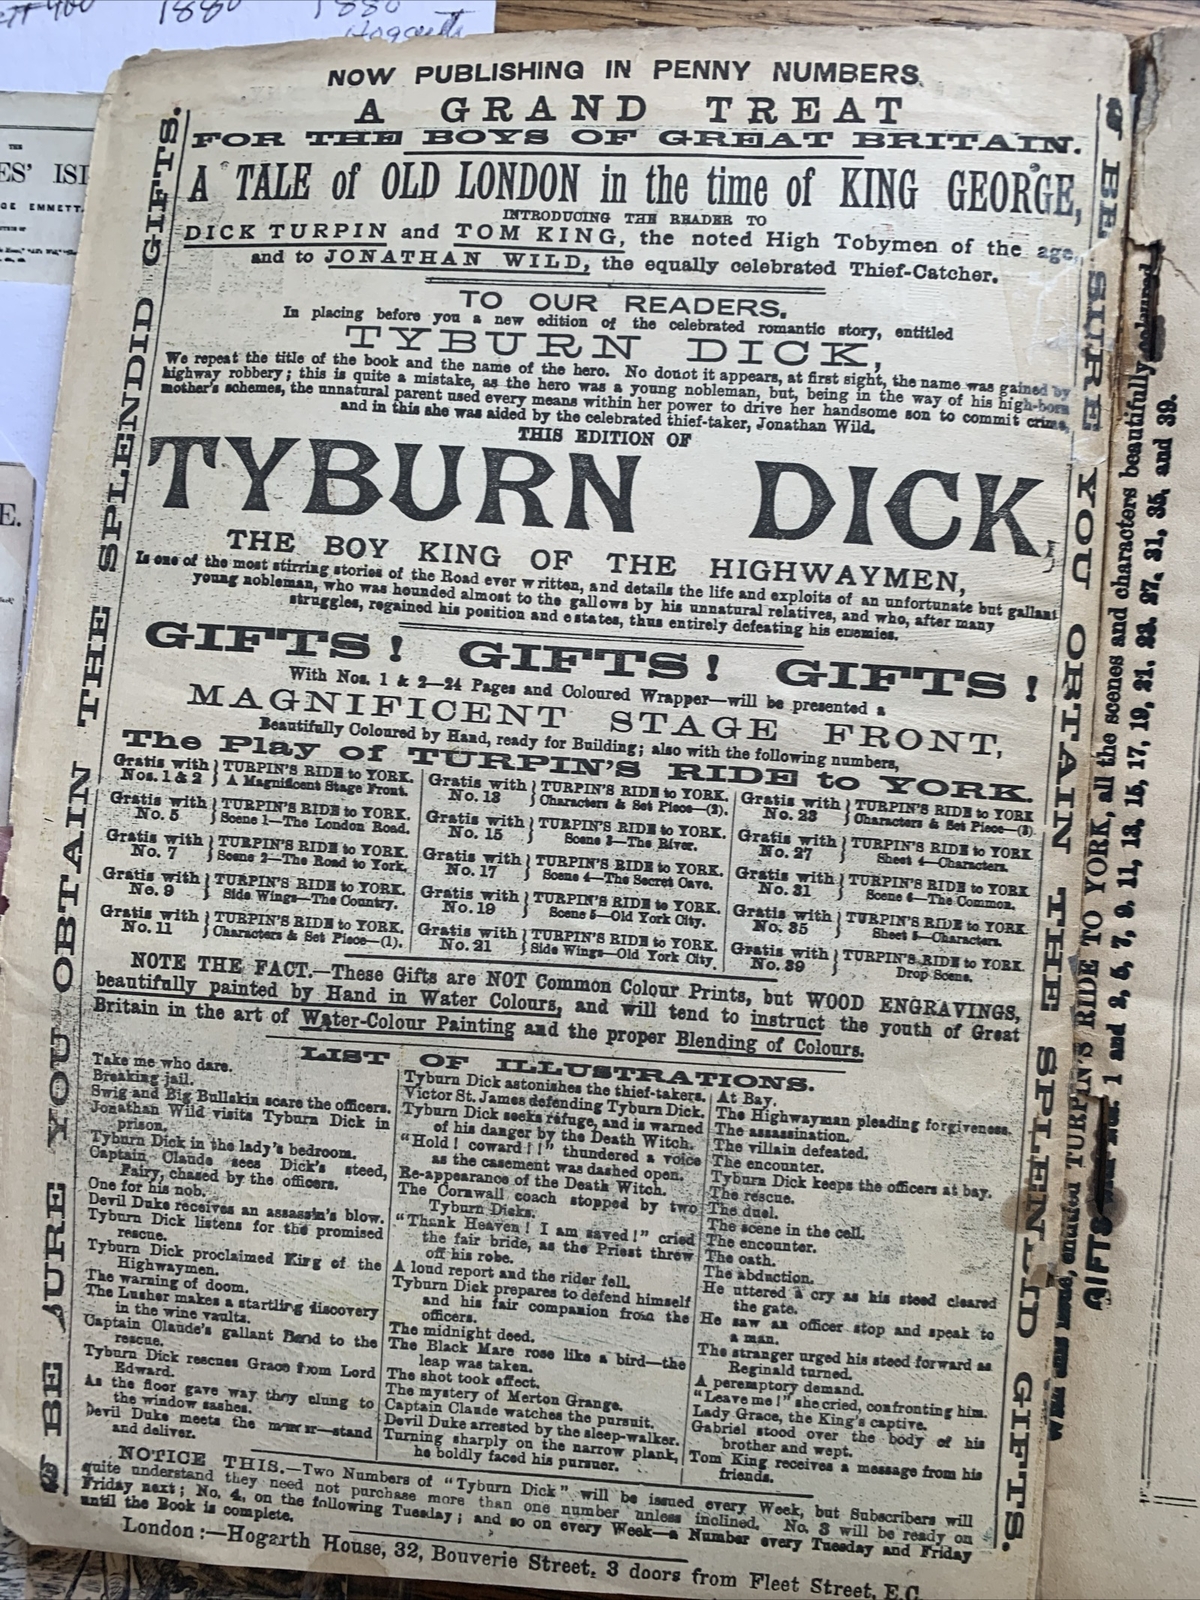 1880 1880
Hogarth
THE
ES' ISL
GE EMMETT.
E.
NOW PUBLISHING IN PENNY NUMBERS
A GRAND TREAT
FOR THE BOYS OF GREAT BRITAIN.
A TALE of OLD LONDON in the time of KING GEORGE,
INTRODUCING THE READER TO
DICK TURPIN and TOM KING, the noted High Tobymen of the age,
and to JONATHAN WILD, the equally celebrated Thief-Catcher.
TO OUR READERS.
In placing before you a new edition of the celebrated romantic story, entitled
TYBURN DICK,
We repeat the title of the book and the name of the hero. No doubt it appears, at first sight, the name was gained by
highway robbery; this is quite a mistake, as the hero was a young nobleman, but, being in the way of his high-born
mother's schemes, the unnatural parent used every means within her power to drive her handsome son to commit crime,
and in this she was aided by the celebrated thief-taker, Jonathan Wild.
THIS EDITION OF
TYBURN DICK,
THE BOY KING OF THE HIGHWAYMEN,
Is one of the most stirring stories of the Road ever written, and details the life and exploits of an unfortunate but gallant
young nobleman, who was hounded almost to the gallows by his unnatural relatives, and who, after many
struggles, regained his position and estates, thus entirely defeating his enemies.
GIFTS! GIFTS! GIFTS!
With Nos. 1 & 2—24 Pages and Coloured Wrapper—will be presented a
MAGNIFICENT STAGE FRONT,
Beautifully Coloured by Hand, ready for Building; also with the following numbers,
The Play of TURPIN'S RIDE to YORK.
Gratis with } TURPIN'S RIDE to YORK.
Nos. 1 & 2 } A Magnificent Stage Front.
Gratis with } TURPIN'S RIDE to YORK.
No. 5 } Scene 1—The London Road.
Gratis with } TURPIN'S RIDE to YORK.
No. 7 } Scene 2—The Road to York.
Gratis with } TURPIN'S RIDE to YORK.
No. 9 } Side Wings—The Country.
Gratis with } TURPIN'S RIDE to YORK.
No. 11 } Characters & Set Piece—(1).
Gratis with } TURPIN'S RIDE to YORK.
No. 13 } Characters & Set Piece—(2).
Gratis with } TURPIN'S RIDE to YORK.
No. 15 } Scene 3—The River.
Gratis with } TURPIN'S RIDE to YORK.
No. 17 } Scene 4—The Secret Cave.
Gratis with } TURPIN'S RIDE to YORK.
No. 19 } Scene 5—Old York City.
Gratis with } TURPIN'S RIDE to YORK.
No. 21 } Side Wings—Old York City.
Gratis with } TURPIN'S RIDE to YORK
No. 23 } Characters & Set Piece—(3).
Gratis with } TURPIN'S RIDE to YORK
No. 27 } Sheet 4—Characters.
Gratis with } TURPIN'S RIDE to YORK
No. 31 } Scene 6—The Common.
Gratis with } TURPIN'S RIDE to YORK.
No. 35 } Sheet 5—Characters.
Gratis with } TURPIN'S RIDE to YORK.
No. 39 } Drop Scene.
NOTE THE FACT.—These Gifts are NOT Common Colour Prints, but WOOD ENGRAVINGS,
beautifully painted by Hand in Water Colours, and will tend to instruct the youth of Great
Britain in the art of Water-Colour Painting and the proper Blending of Colours.
LIST OF ILLUSTRATIONS.
Take me who dare.
Breaking jail.
Swig and Big Bullskin scare the officers.
Jonathan Wild visits Tyburn Dick in
prison.
Tyburn Dick in the lady's bedroom.
Captain Claude sees Dick's steed,
Fairy, chased by the officers.
One for his nob.
Devil Duke receives an assassin's blow.
Tyburn Dick listens for the promised
rescue.
Tyburn Dick proclaimed King of the
Highwaymen.
The warning of doom.
The Lusher makes a startling discovery
in the wine vaults.
Captain Claude's gallant Band to the
rescue.
Tyburn Dick rescues Grace from Lord
Edward.
As the floor gave way they clung to
the window sashes.
Devil Duke meets the —stand
and deliver.
Tyburn Dick astonishes the thief-takers.
Victor St. James defending Tyburn Dick.
Tyburn Dick seeks refuge, and is warned
of his danger by the Death Witch.
"Hold! coward!!" thundered a voice
as the casement was dashed open.
Re-appearance of the Death Witch.
The Cornwall coach stopped by two
Tyburn Dicks.
"Thank Heaven! I am saved!" cried
the fair bride, as the Priest threw
off his robe.
A loud report and the rider fell.
Tyburn Dick prepares to defend himself
and his fair companion from the
officers.
The midnight deed.
The Black Mare rose like a bird—the
leap was taken.
The shot took effect.
The mystery of Merton Grange.
Captain Claude watches the pursuit.
Devil Duke arrested by the sleep-walker.
Turning sharply on the narrow plank,
he boldly faced his pursuer.
At Bay.
The Highwayman pleading forgiveness.
The assassination.
The villain defeated.
The encounter.
Tyburn Dick keeps the officers at bay.
The rescue.
The duel.
The scene in the cell.
The encounter.
The oath.
The abduction.
He uttered a cry as his steed cleared
the gate.
He saw an officer stop and speak to
a man.
The stranger urged his steed forward as
Reginald turned.
A peremptory demand.
"Leave me!" she cried, confronting him.
Lady Grace, the King's captive.
Gabriel stood over the body of his
brother and wept.
Tom King receives a message from his
friends.
NOTICE THIS.—Two Numbers of "Tyburn Dick" will be issued every Week, but Subscribers will
quite understand they need not purchase more than one number unless inclined. No. 3 will be ready on
Friday next; No. 4, on the following Tuesday; and so on every Week—a Number every Tuesday and Friday
until the Book is complete.
London:—Hogarth House, 32, Bouverie Street, 3 doors from Fleet Street, E.C.
BE SURE YOU OBTAIN THE SPLENDID GIFTS.
BE SURE YOU OBTAIN THE SPLENDID GIFTS.
entitled TURPIN'S RIDE TO YORK, all the scenes and characters beautifully coloured
GIFTS with Nos. 1 and 2, 5, 7, 9, 11, 13, 15, 17, 19, 21, 23, 27, 31, 35, and 39.